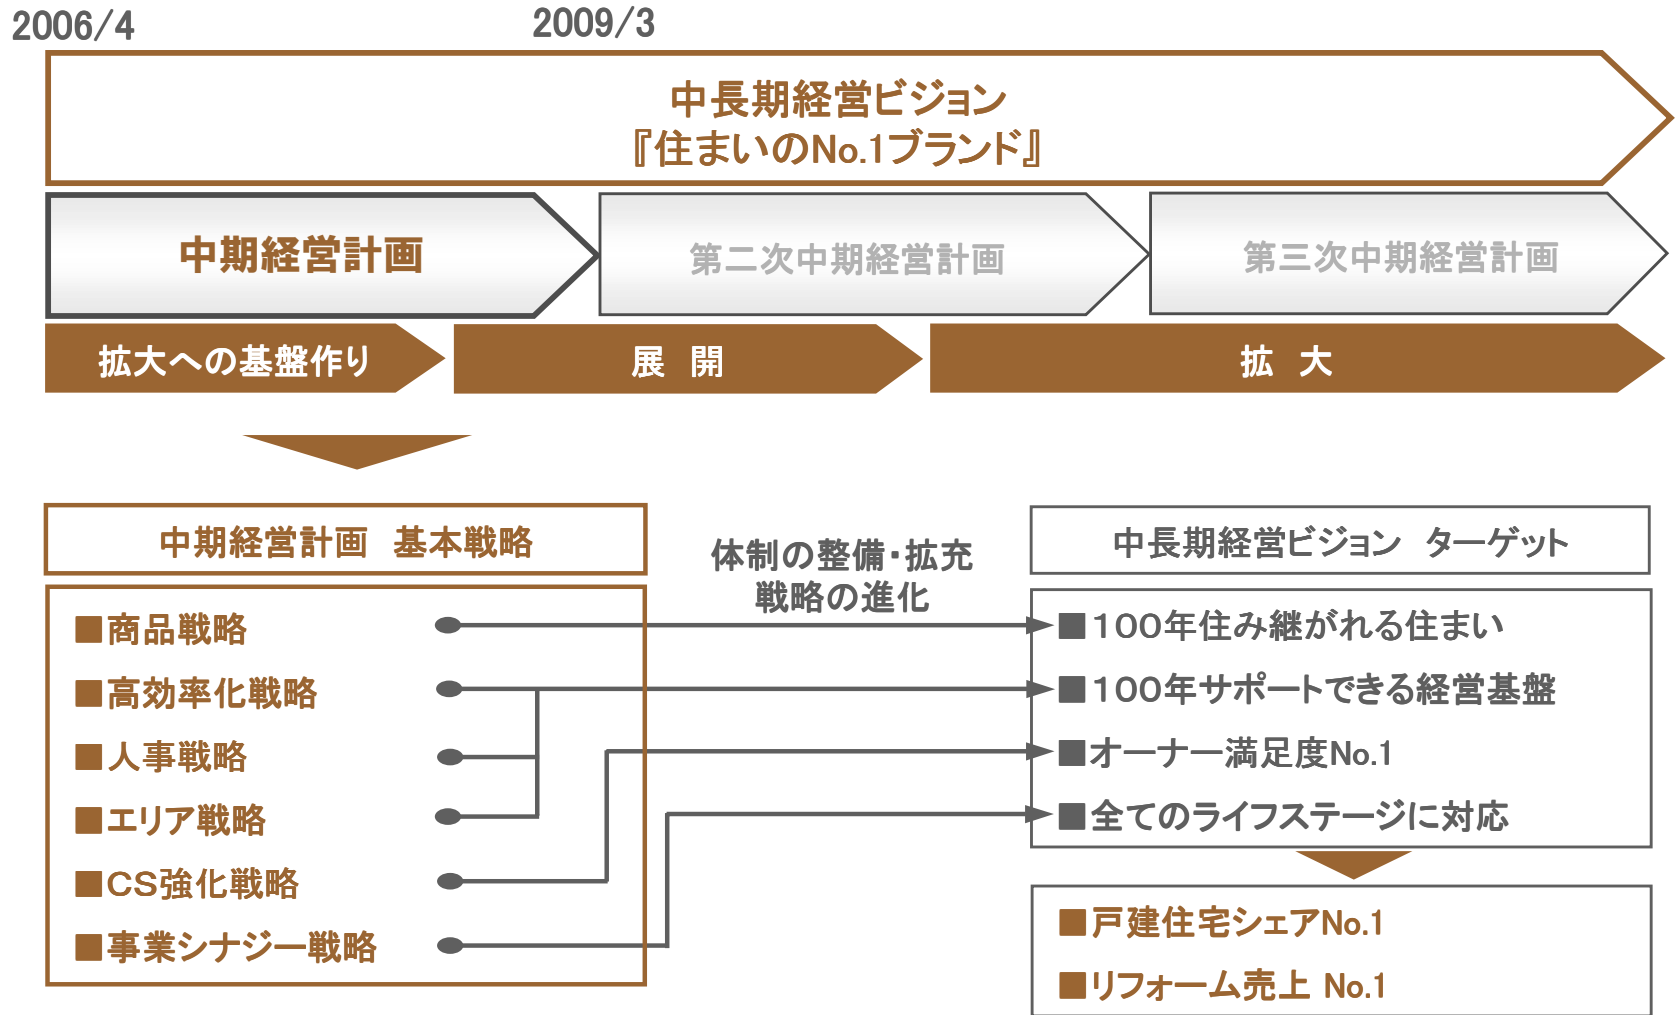 2006/4
2009/3
中長期経営ビジョン
『住まいのNo.1ブランド』
中期経営計画
第二次中期経営計画
第三次中期経営計画
拡大への基盤作り
展　開
拡　大
中期経営計画　基本戦略
■商品戦略
■高効率化戦略
■人事戦略
■エリア戦略
■CS強化戦略
■事業シナジー戦略
体制の整備・拡充
戦略の進化
中長期経営ビジョン　ターゲット
■１００年住み継がれる住まい
■１００年サポートできる経営基盤
■オーナー満足度No.1
■全てのライフステージに対応
■戸建住宅シェアNo.1
■リフォーム売上 No.1